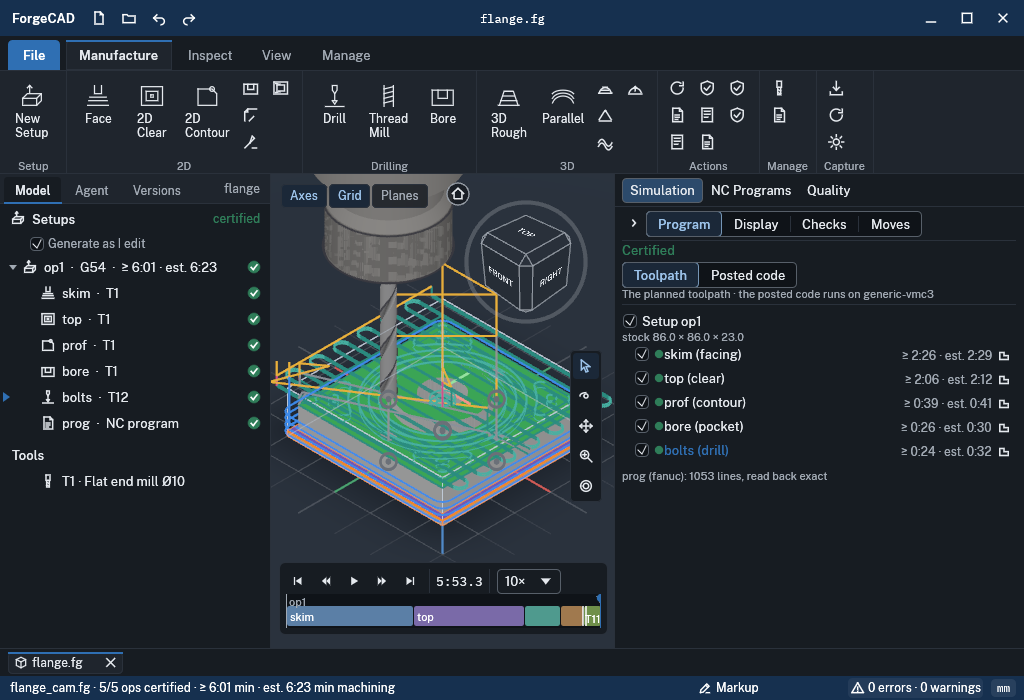 ForgeCAD
flange.fg
File
Manufacture
Inspect
View
Manage
New Setup
Face
2D Clear
2D Contour
Drill
Thread Mill
Bore
3D Rough
Parallel
Setup
2D
Drilling
3D
Actions
Manage
Capture
Model
Agent
Versions
flange
Setups
certified
Generate as I edit
op1 · G54 · ≥ 6:01 · est. 6:23
skim · T1
top · T1
prof · T1
bore · T1
bolts · T12
prog · NC program
Tools
T1 · Flat end mill Ø10
Axes
Grid
Planes
TOP
FRONT
RIGHT
5:53.3
10×
op1
skim
top
T11
Simulation
NC Programs
Quality
Program
Display
Checks
Moves
Certified
Toolpath
Posted code
The planned toolpath · the posted code runs on generic-vmc3
Setup op1
stock 86.0 × 86.0 × 23.0
skim (facing) ≥ 2:26 · est. 2:29
top (clear) ≥ 2:06 · est. 2:12
prof (contour) ≥ 0:39 · est. 0:41
bore (pocket) ≥ 0:26 · est. 0:30
bolts (drill) ≥ 0:24 · est. 0:32
prog (fanuc): 1053 lines, read back exact
flange.fg
flange_cam.fg · 5/5 ops certified · ≥ 6:01 min · est. 6:23 min machining
Markup
0 errors · 0 warnings
mm